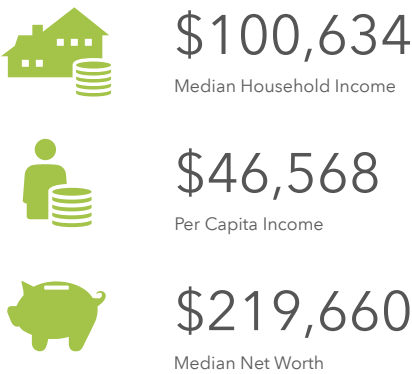 $100,634
Median Household Income
$46,568
Per Capita Income
$219,660
Median Net Worth